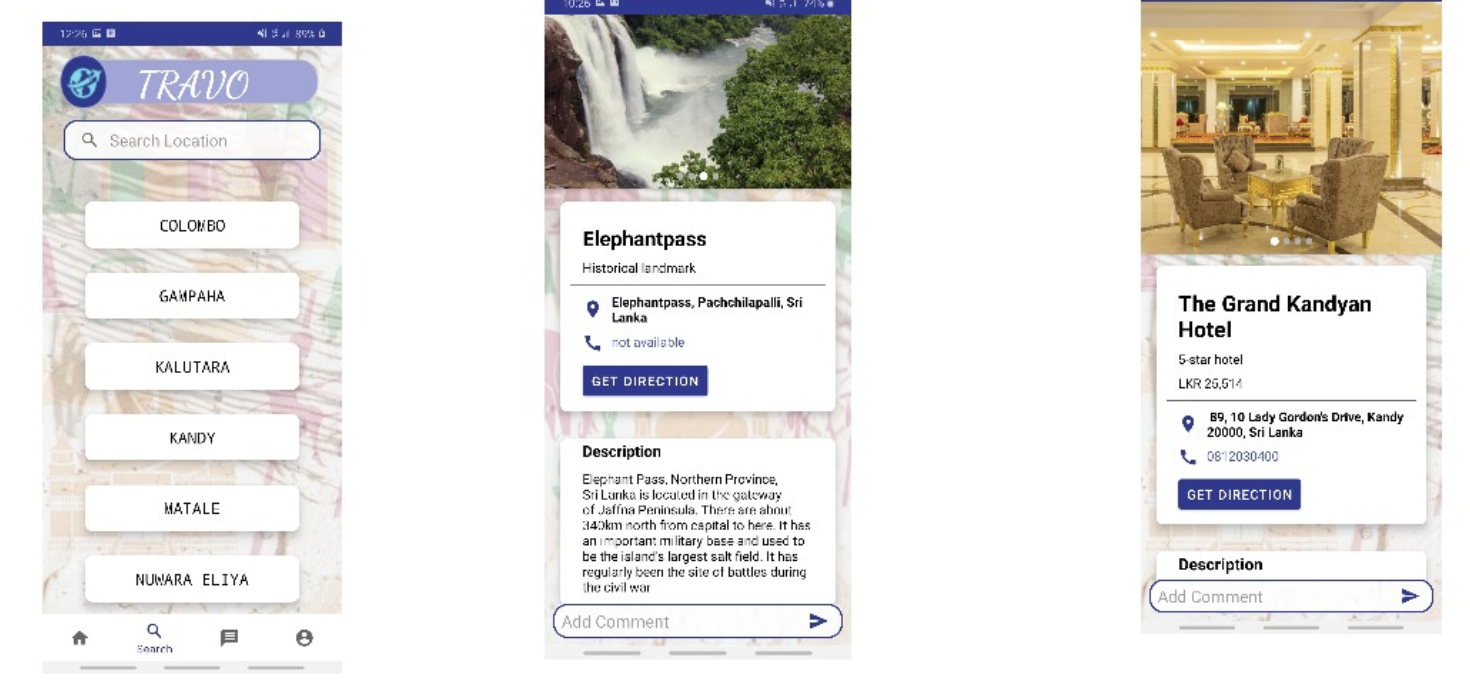 12:26
89%
TRAVO
Search Location
COLOMBO
GAMPAHA
KALUTARA
KANDY
MATALE
NUWARA ELIYA
Search
10:26
74%
Elephantpass
Historical landmark
Elephantpass, Pachchilapalli, Sri
Lanka
not available
GET DIRECTION
Description
Elephant Pass, Northern Province,
Sri Lanka is located in the gateway
of Jaffna Peninsula. There are about
340km north from capital to here. It has
an important military base and used to
be the island's largest salt field. It has
regularly been the site of battles during
the civil war
Add Comment
The Grand Kandyan
Hotel
5-star hotel
LKR 25,514
89, 10 Lady Gordon's Drive, Kandy
20000, Sri Lanka
0812030400
GET DIRECTION
Description
Add Comment